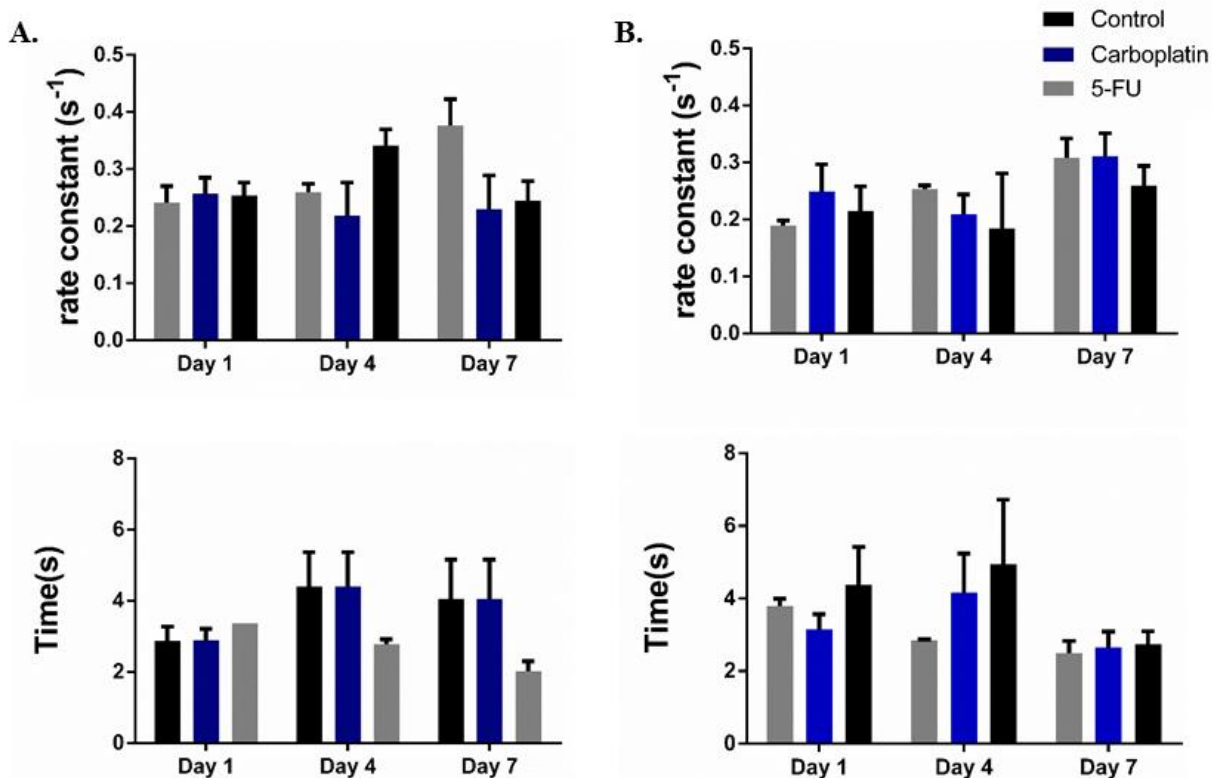 A.
rate constant (s⁻¹)
0.5
0.4
0.3
0.2
0.1
0.0
Day 1
Day 4
Day 7
B.
Control
Carboplatin
5-FU
rate constant (s⁻¹)
0.5
0.4
0.3
0.2
0.1
0.0
Day 1
Day 4
Day 7
Time(s)
8
6
4
2
0
Day 1
Day 4
Day 7
Time(s)
8
6
4
2
0
Day 1
Day 4
Day 7